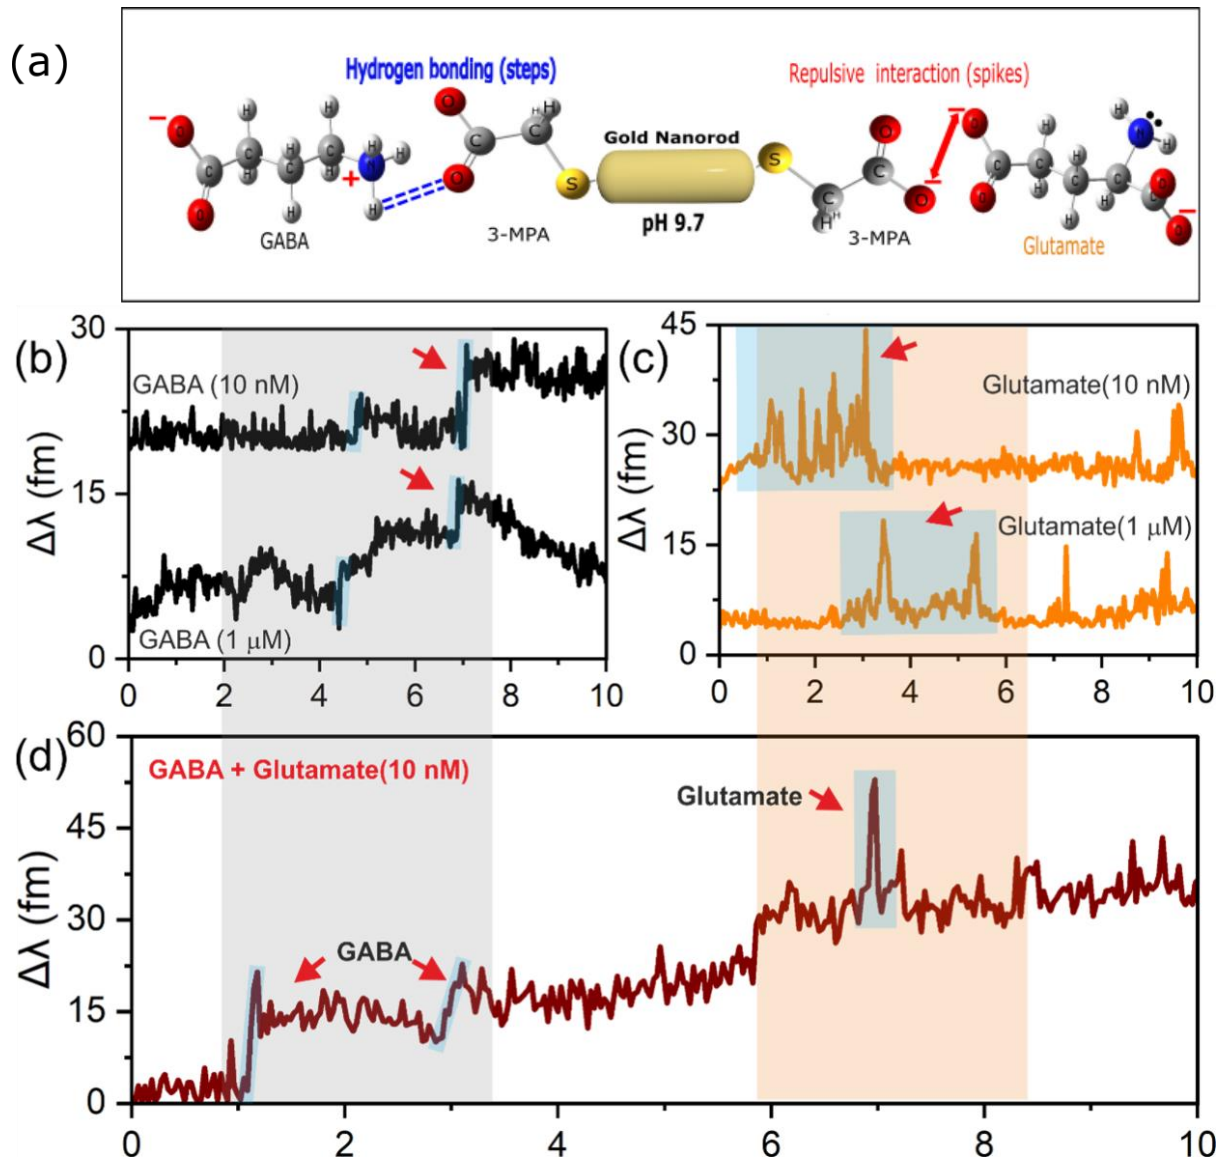 (a)
Hydrogen bonding (steps)
Repulsive interaction (spikes)
Gold Nanorod
pH 9.7
S
S
GABA
3-MPA
3-MPA
Glutamate
(b)
30
15
0
Δλ (fm)
GABA (10 nM)
GABA (1 μM)
0 2 4 6 8 10
(c)
45
30
15
0
Δλ (fm)
Glutamate(10 nM)
Glutamate(1 μM)
0 2 4 6 8 10
(d)
60
45
30
15
0
Δλ (fm)
GABA + Glutamate(10 nM)
GABA
Glutamate
0 2 4 6 8 10